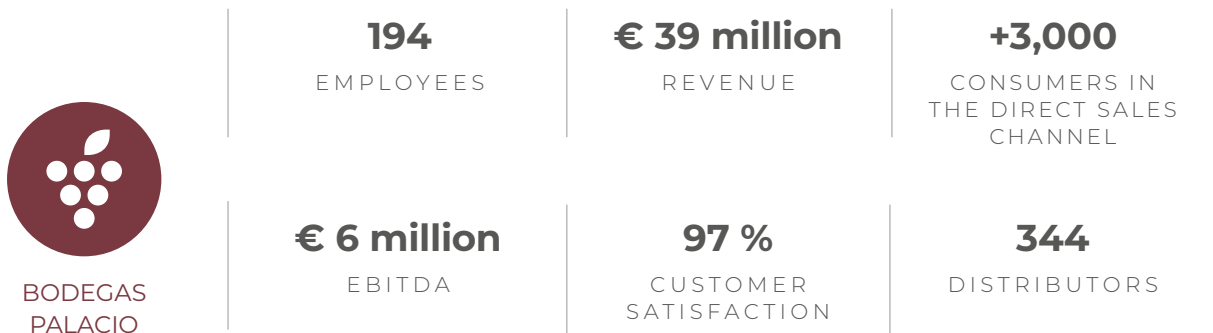 194
EMPLOYEES
€ 39 million
REVENUE
+3,000
CONSUMERS IN
THE DIRECT SALES
CHANNEL
BODEGAS
PALACIO
€ 6 million
EBITDA
97 %
CUSTOMER
SATISFACTION
344
DISTRIBUTORS